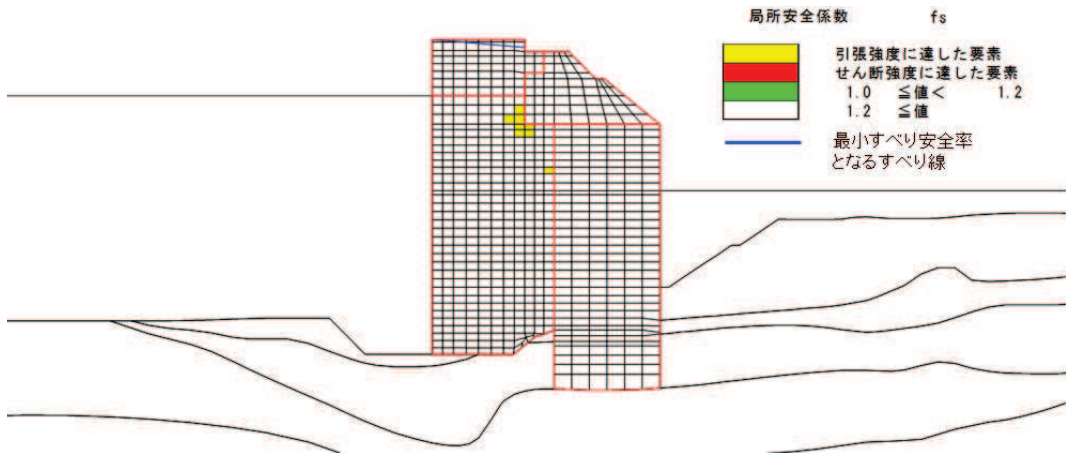 局所安全係数 fs
引張強度に達した要素
せん断強度に達した要素
1.0 ≦値< 1.2
1.2 ≦値
最小すべり安全率
となるすべり線